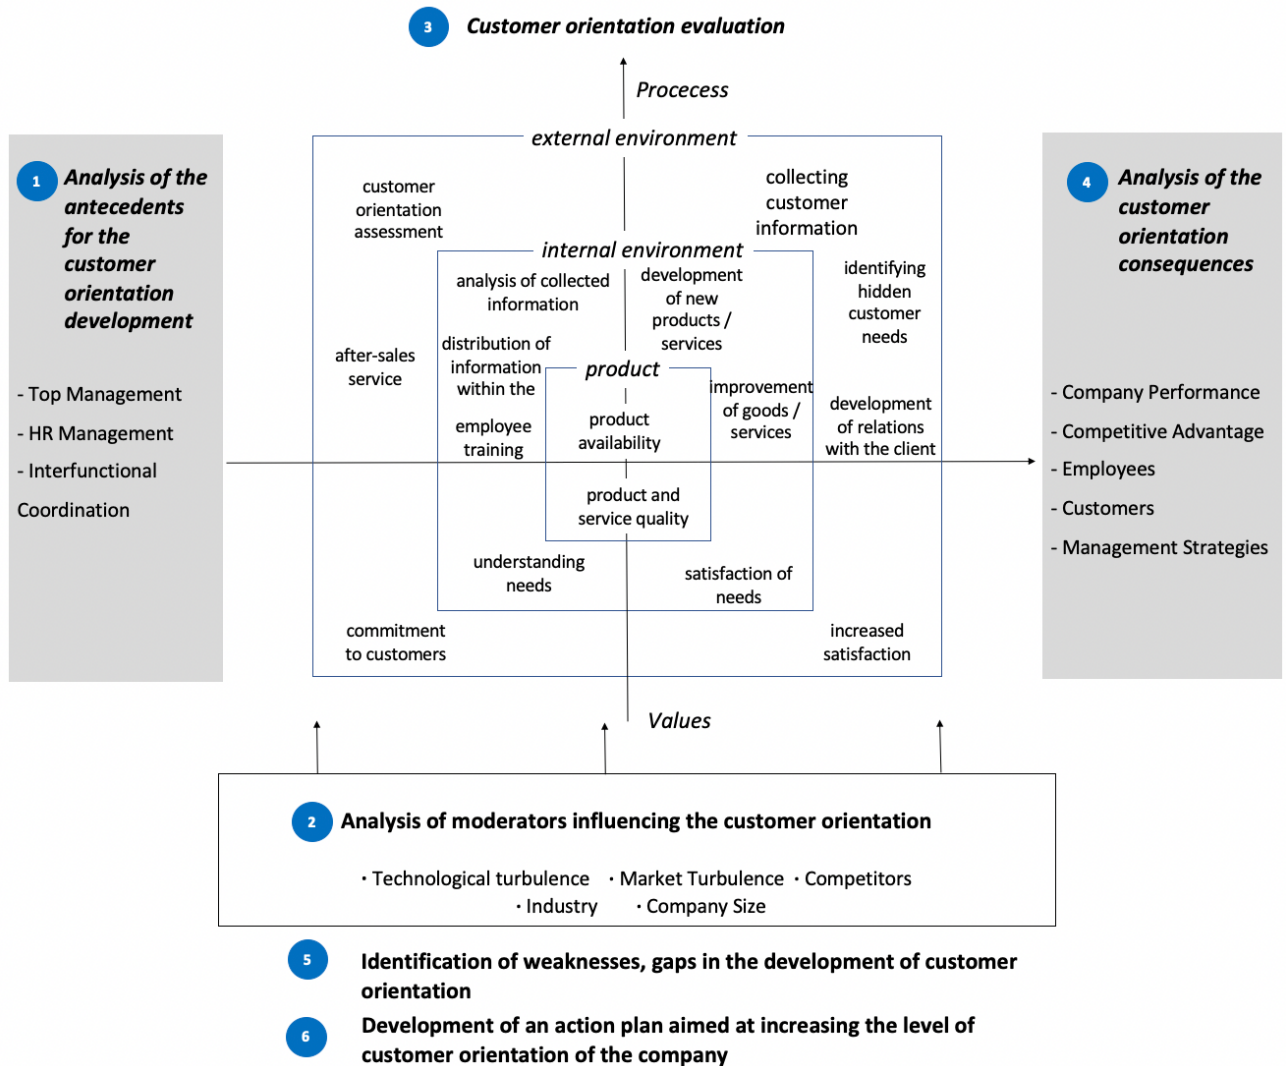 3 Customer orientation evaluation
Procecess
external environment
1 Analysis of the
antecedents
for the
customer
orientation
development
- Top Management
- HR Management
- Interfunctional
Coordination
customer
orientation
assessment
collecting
customer
information
internal environment
analysis of collected
information
development
of new
products /
services
identifying
hidden
customer
needs
after-sales
service
distribution of
information
within the
product
improvement
of goods /
services
development
of relations
with the client
employee
training
product
availability
product and
service quality
understanding
needs
satisfaction of
needs
commitment
to customers
increased
satisfaction
Values
4 Analysis of the
customer
orientation
consequences
- Company Performance
- Competitive Advantage
- Employees
- Customers
- Management Strategies
2 Analysis of moderators influencing the customer orientation
· Technological turbulence · Market Turbulence · Competitors
· Industry · Company Size
5 Identification of weaknesses, gaps in the development of customer
orientation
6 Development of an action plan aimed at increasing the level of
customer orientation of the company